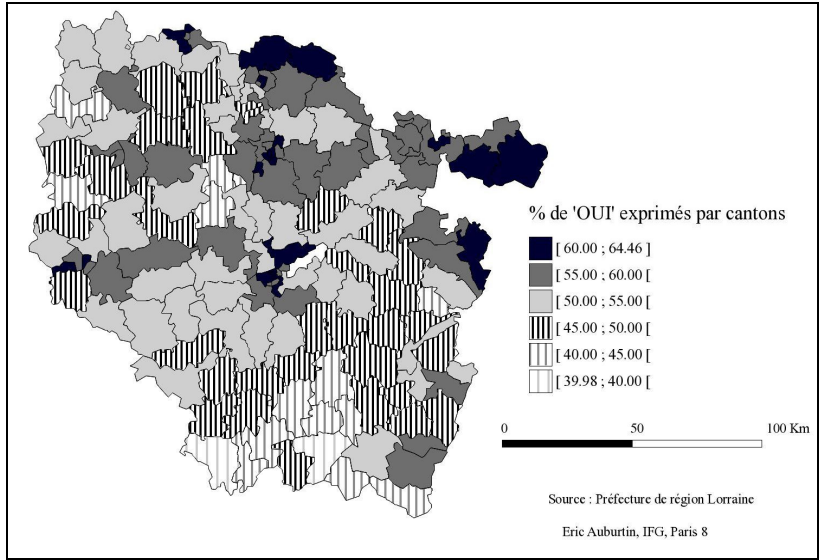 % de 'OUI' exprimés par cantons
[ 60.00 ; 64.46 ]
[ 55.00 ; 60.00 [
[ 50.00 ; 55.00 [
[ 45.00 ; 50.00 [
[ 40.00 ; 45.00 [
[ 39.98 ; 40.00 [
0 50 100 Km
Source : Préfecture de région Lorraine
Eric Auburtin, IFG, Paris 8